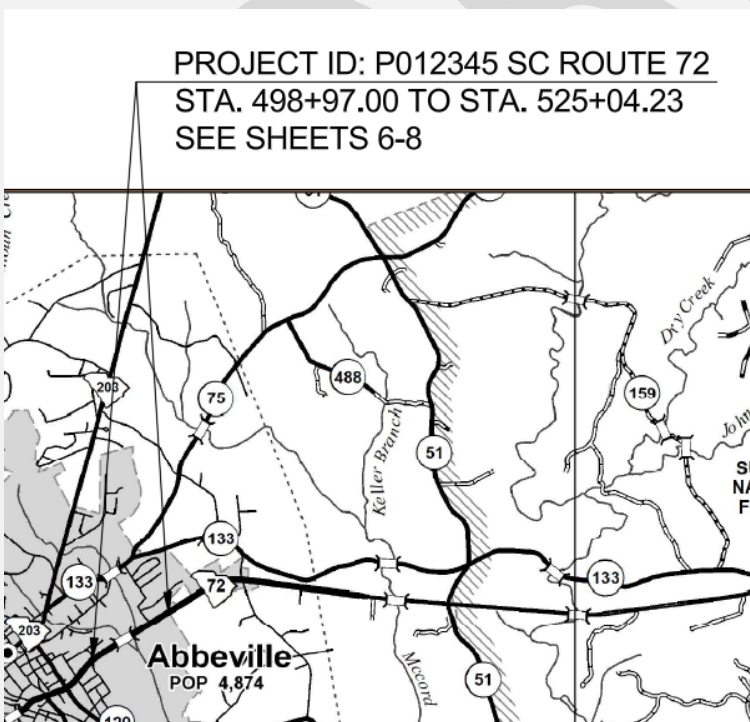 PROJECT ID: P012345 SC ROUTE 72
STA. 498+97.00 TO STA. 525+04.23
SEE SHEETS 6-8
Dry Creek
203
75
488
159
Keller Branch
51
133
133
133
72
203
Abbeville
POP 4,874
Mccord
51